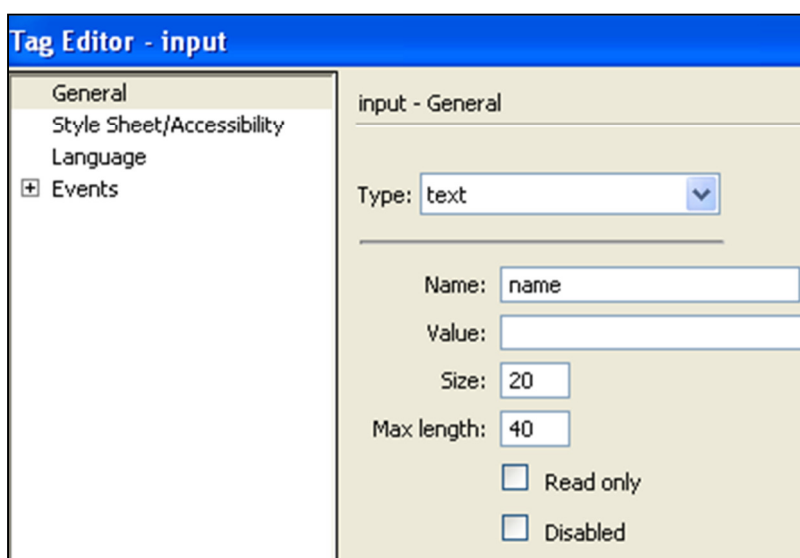 Tag Editor - input
General
Style Sheet/Accessibility
Language
Events
input - General
Type: text
Name: name
Value:
Size: 20
Max length: 40
Read only
Disabled